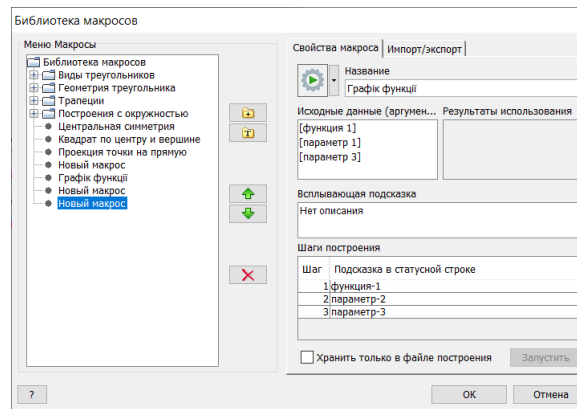 Библиотека макросов
Меню Макросы
Библиотека макросов
Виды треугольников
Геометрия треугольника
Трапеции
Построения с окружностью
Центральная симметрия
Квадрат по центру и вершине
Проекция точки на прямую
Новый макрос
Графік функції
Новый макрос
Новый макрос
Свойства макроса
Импорт/экспорт
Название
Графік функції
Исходные данные (аргумен... Результаты использования
[функция 1]
[параметр 1]
[параметр 3]
Всплывающая подсказка
Нет описания
Шаги построения
Шаг Подсказка в статусной строке
1 функция-1
2 параметр-2
3 параметр-3
Хранить только в файле построения
Запустить
?
ОК
Отмена